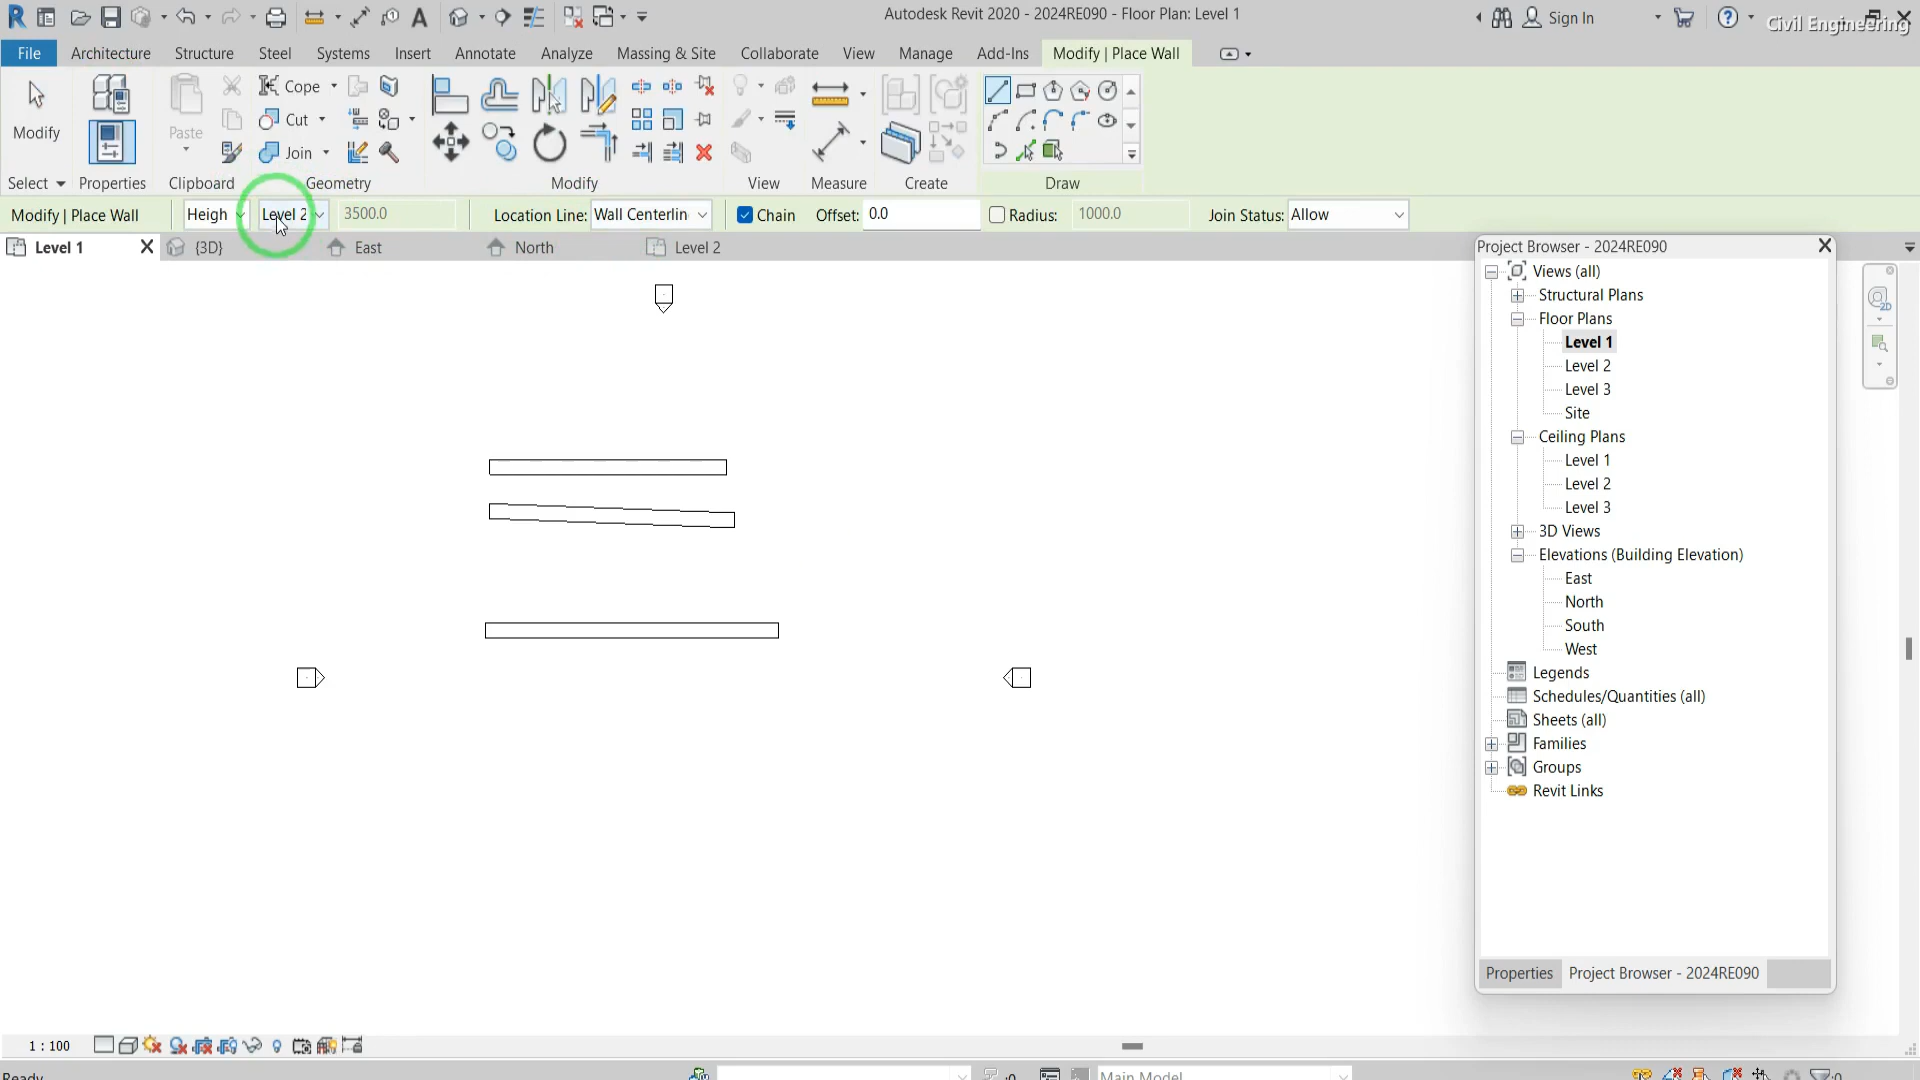 Autodesk Revit 2020 - 2024RE090 - Floor Plan: Level 1
Sign In
Civil Engineering
File Architecture Structure Steel Systems Insert Annotate Analyze Massing & Site Collaborate View Manage Add-Ins Modify | Place Wall
Modify
Paste
Cope
Cut
Join
Select Properties Clipboard Geometry Modify View Measure Create Draw
Modify | Place Wall Heigh Level 2 3500.0 Location Line: Wall Centerlin Chain Offset: 0.0 Radius: 1000.0 Join Status: Allow
Level 1 {3D} East North Level 2
Project Browser - 2024RE090
Views (all)
Structural Plans
Floor Plans
Level 1
Level 2
Level 3
Site
Ceiling Plans
Level 1
Level 2
Level 3
3D Views
Elevations (Building Elevation)
East
North
South
West
Legends
Schedules/Quantities (all)
Sheets (all)
Families
Groups
Revit Links
Properties Project Browser - 2024RE090
2D
1 : 100
Ready :0 Main Model :0